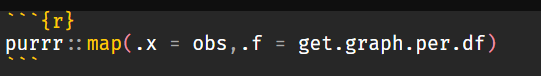 ```{r}
purrr::map(.x = obs,.f = get.graph.per.df)
```